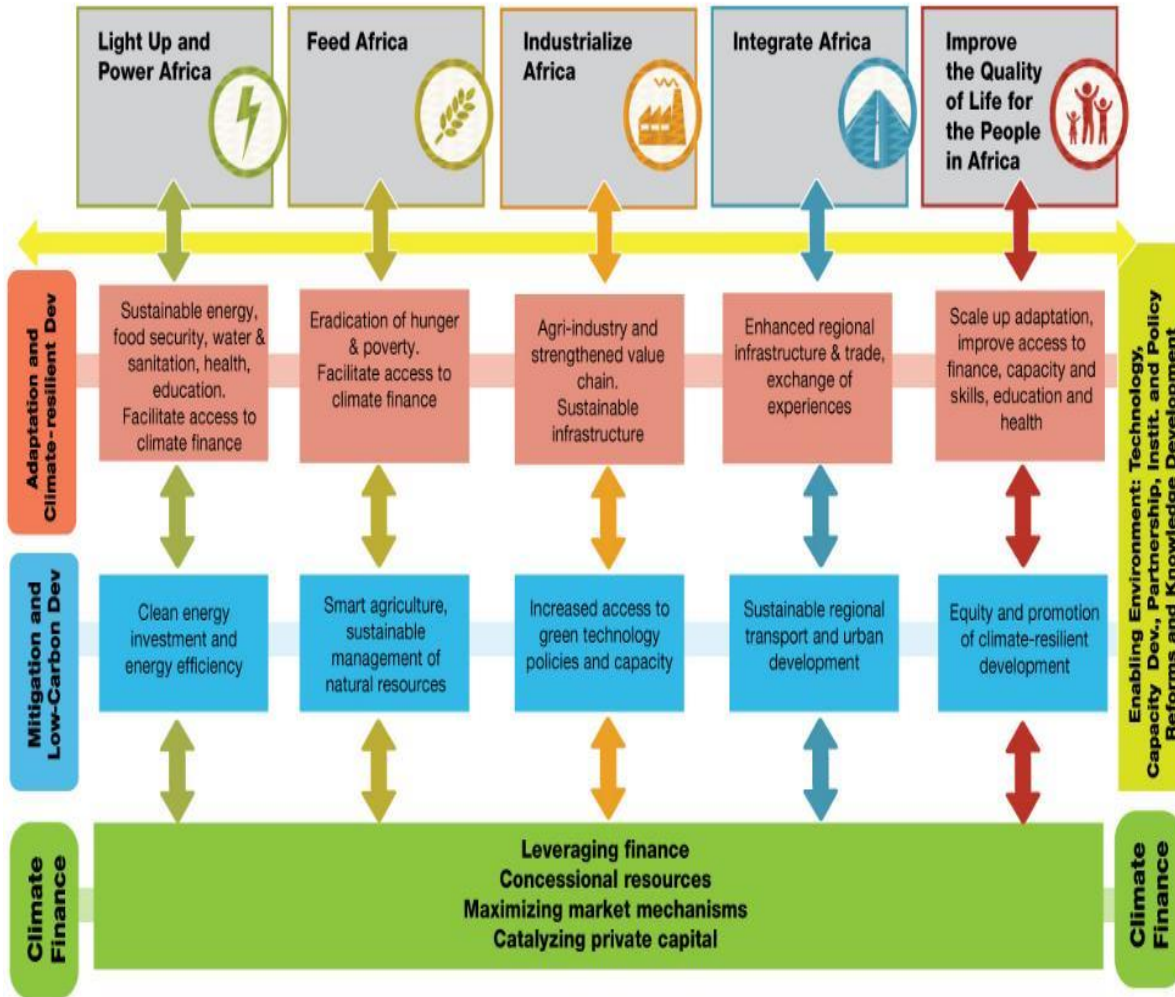 Light Up and
Power Africa
Feed Africa
Industrialize
Africa
Integrate Africa
Improve
the Quality
of Life for
the People
in Africa
Adaptation and
Climate-resilient Dev
Sustainable energy,
food security, water &
sanitation, health,
education.
Facilitate access to
climate finance
Eradication of hunger
& poverty.
Facilitate access to
climate finance
Agri-industry and
strengthened value
chain.
Sustainable
infrastructure
Enhanced regional
infrastructure & trade,
exchange of
experiences
Scale up adaptation,
improve access to
finance, capacity and
skills, education and
health
Mitigation and
Low-Carbon Dev
Clean energy
investment and
energy efficiency
Smart agriculture,
sustainable
management of
natural resources
Increased access to
green technology
policies and capacity
Sustainable regional
transport and urban
development
Equity and promotion
of climate-resilient
development
Enabling Environment: Technology,
Capacity Dev., Partnership, Instit. and Policy
Reforms and Knowledge Development
Climate
Finance
Leveraging finance
Concessional resources
Maximizing market mechanisms
Catalyzing private capital
Climate
Finance